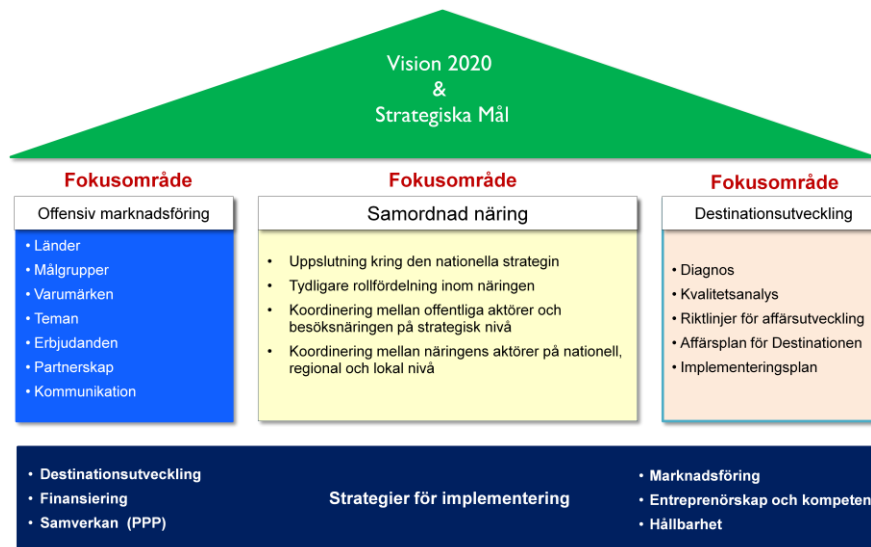 Vision 2020
&
Strategiska Mål
Fokusområde
Offensiv marknadsföring
• Länder
• Målgrupper
• Varumärken
• Teman
• Erbjudanden
• Partnerskap
• Kommunikation
Fokusområde
Samordnad näring
• Uppslutning kring den nationella strategin
• Tydligare rollfördelning inom näringen
• Koordinering mellan offentliga aktörer och
besöksnäringen på strategisk nivå
• Koordinering mellan näringens aktörer på nationell,
regional och lokal nivå
Fokusområde
Destinationsutveckling
• Diagnos
• Kvalitetsanalys
• Riktlinjer för affärsutveckling
• Affärsplan för Destinationen
• Implementeringsplan
• Destinationsutveckling
• Finansiering
• Samverkan (PPP)
Strategier för implementering
• Marknadsföring
• Entreprenörskap och kompeten
• Hållbarhet